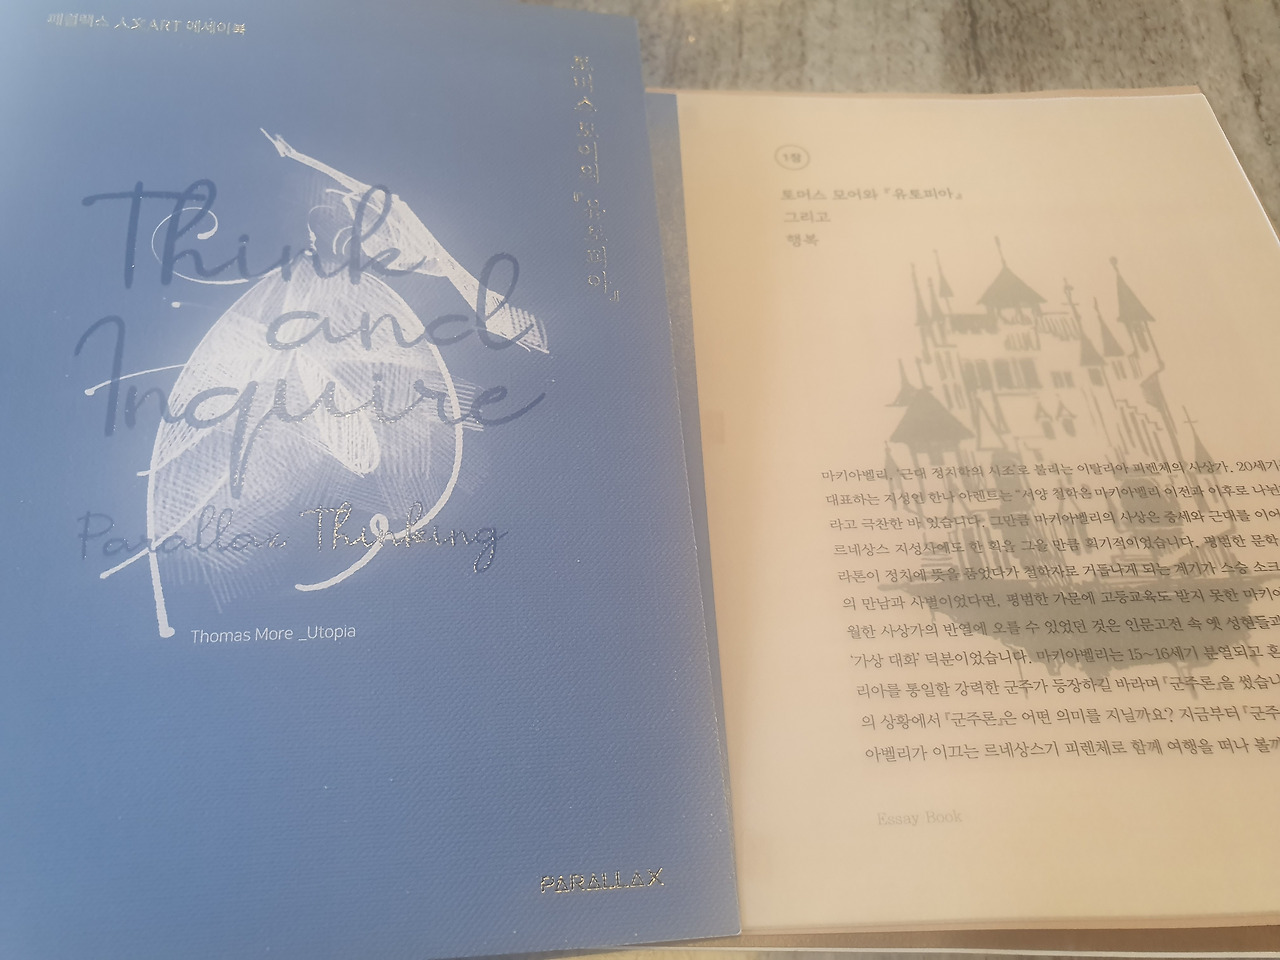 패럴랙스 人文ART 에세이북
토머스 모어의 『유토피아』
Think
and
Inquire
Parallax Thinking
Thomas More _Utopia
PARALLAX
1장
토머스 모어와 『유토피아』
그리고
행복
마키아벨리, '근대 정치학의 시조'로 불리는 이탈리아 피렌체의 사상가. 20세기
대표하는 지성인 한나 아렌트는 "서양 철학은 마키아벨리 이전과 이후로 나뉜
라고 극찬한 바 있습니다. 그만큼 마키아벨리의 사상은 중세와 근대를 이어
르네상스 지성사에도 한 획을 그을 만큼 획기적이었습니다. 평범한 문학
라톤이 정치에 뜻을 품었다가 철학자로 거듭나게 되는 계기가 스승 소크
의 만남과 사별이었다면, 평범한 가문에 고등교육도 받지 못한 마키아
월한 사상가의 반열에 오를 수 있었던 것은 인문고전 속 옛 성현들과
'가상 대화' 덕분이었습니다. 마키아벨리는 15~16세기 분열되고 혼
리아를 통일할 강력한 군주가 등장하길 바라며 『군주론』을 썼습니
의 상황에서 『군주론』은 어떤 의미를 지닐까요? 지금부터 『군주
아벨리가 이끄는 르네상스기 피렌체로 함께 여행을 떠나 볼까
Essay Book